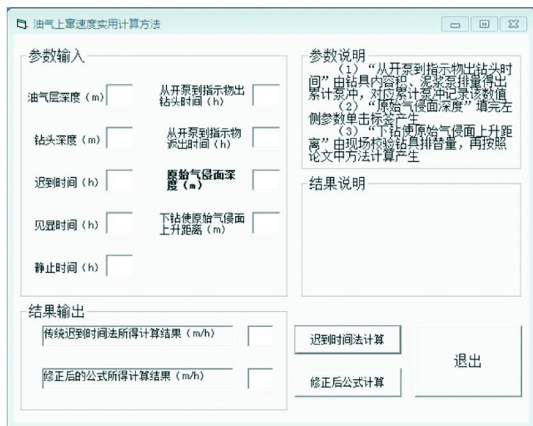 油气上窜速度实用计算方法
参数输入
油气层深度（m）
从开泵到指示物出
钻头时间（h）
钻头深度（m）
从开泵到指示物
返出时间（h）
迟到时间（h）
原始气侵面深
度（m）
见显时间（h）
下钻使原始气侵面
上升距离（m）
静止时间（h）
参数说明
（1）“从开泵到指示物出钻头时
间”由钻具内容积、泥浆泵排量得出
累计泵冲，对应累计泵冲记录该数值
（2）“原始气侵面深度”填完左
侧参数单击标签产生
（3）“下钻使原始气侵面上升距
离”由现场校验钻具排替量，再按照
论文中方法计算产生
结果说明
结果输出
传统迟到时间法所得计算结果（m/h）
修正后的公式所得计算结果（m/h）
迟到时间法计算
修正后公式计算
退出